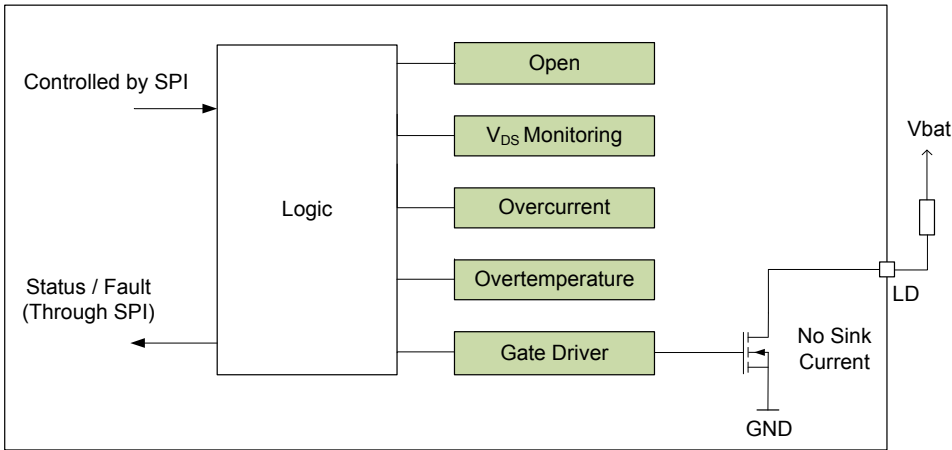 Controlled by SPI
Logic
Status / Fault
(Through SPI)
Open
VDS Monitoring
Overcurrent
Overtemperature
Gate Driver
Vbat
LD
No Sink
Current
GND